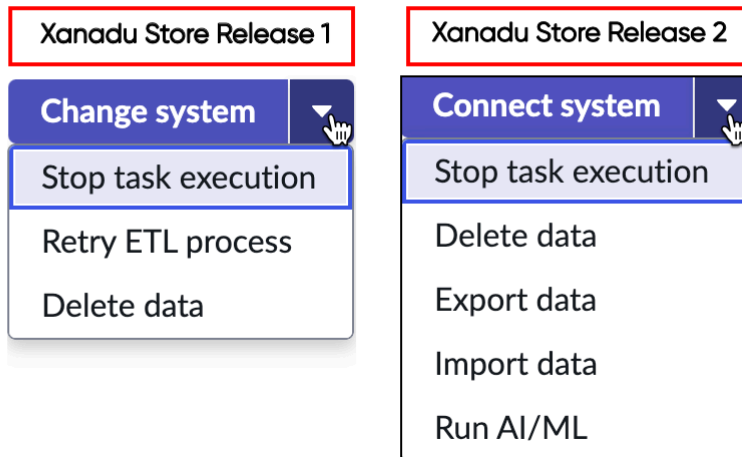 Xanadu Store Release 1
Change system
Stop task execution
Retry ETL process
Delete data
Xanadu Store Release 2
Connect system
Stop task execution
Delete data
Export data
Import data
Run AI/ML